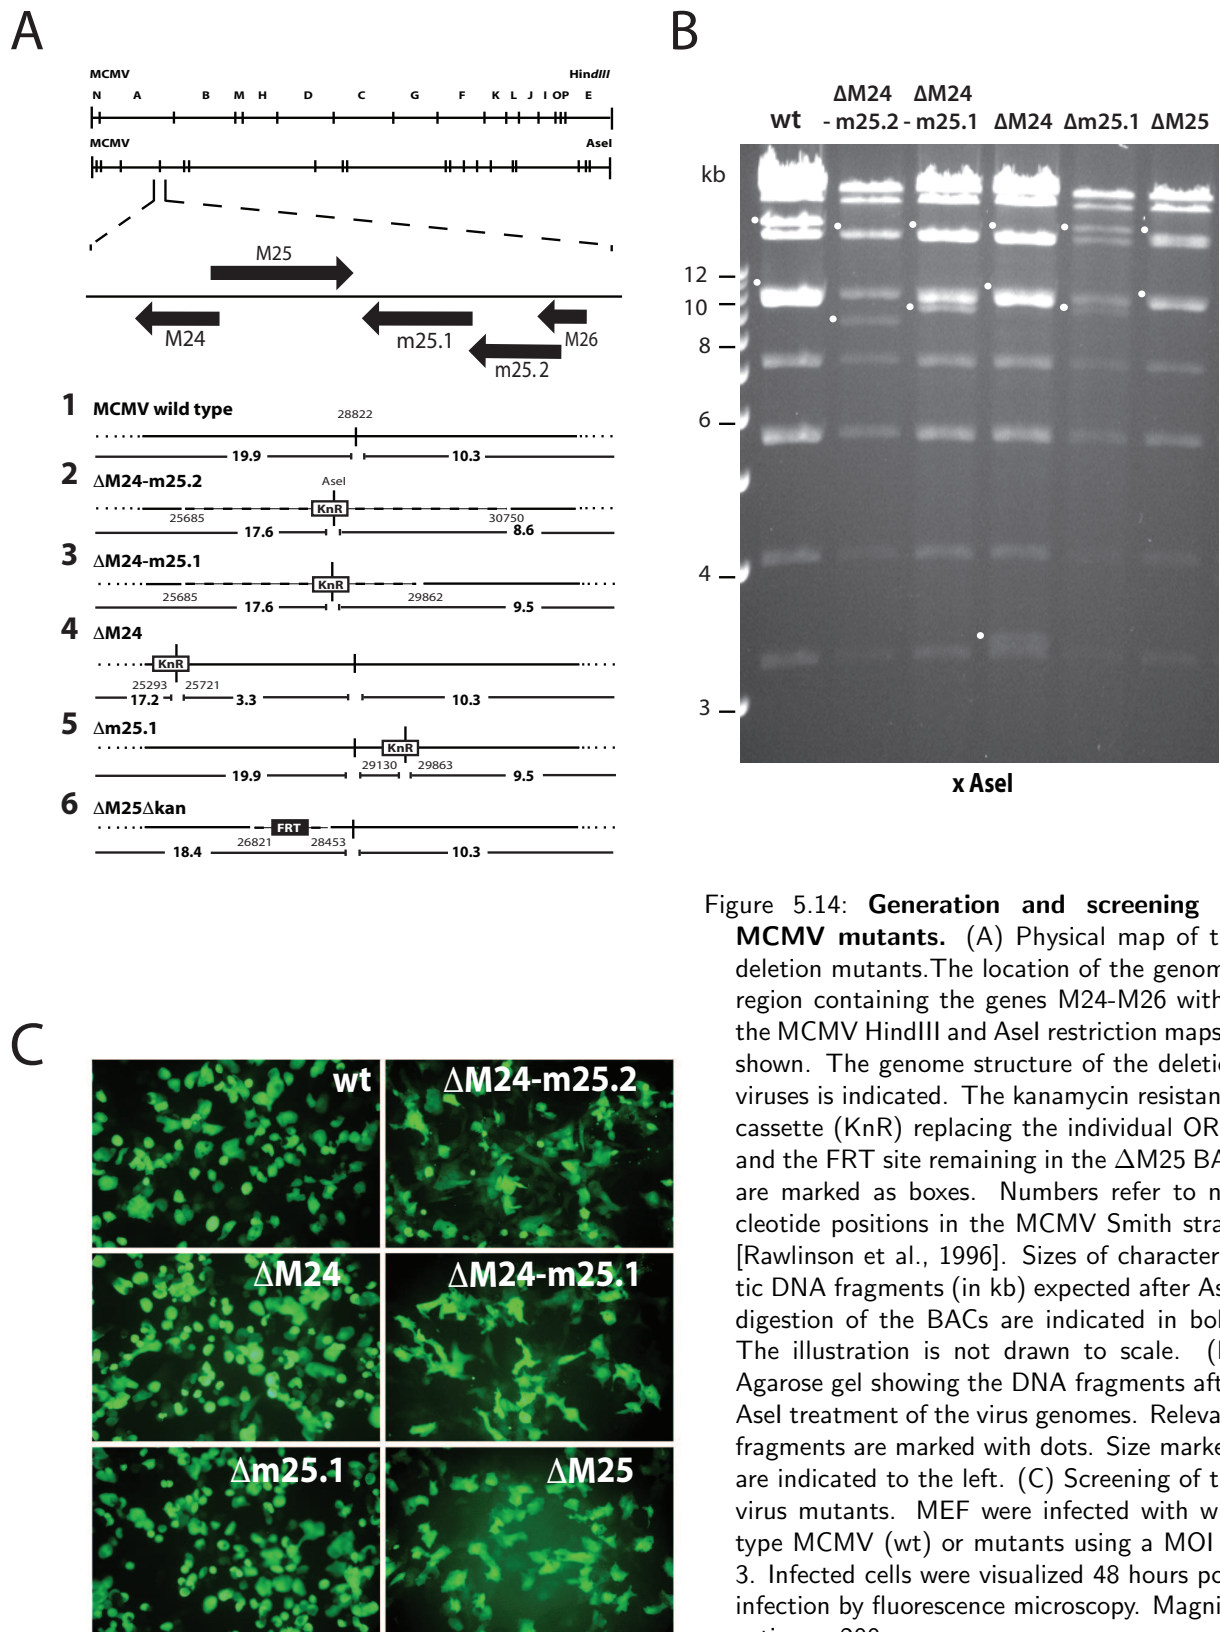 A
MCMV HindIII
N A B M H D C G F K L J I OP E
MCMV AseI
M25
M24 m25.1 M26
m25.2
1 MCMV wild type
28822
19.9 10.3
2 ΔM24-m25.2
AseI
KnR
25685 30750
17.6 8.6
3 ΔM24-m25.1
KnR
25685 29862
17.6 9.5
4 ΔM24
KnR
25293 25721
17.2 3.3 10.3
5 Δm25.1
KnR
29130 29863
19.9 9.5
6 ΔM25Δkan
FRT
26821 28453
18.4 10.3
B
ΔM24 ΔM24
wt - m25.2 - m25.1 ΔM24 Δm25.1 ΔM25
kb
12
10
8
6
4
3
x AseI
C
wt ΔM24-m25.2
ΔM24 ΔM24-m25.1
Δm25.1 ΔM25
Figure 5.14: Generation and screening
MCMV mutants. (A) Physical map of t
deletion mutants.The location of the genom
region containing the genes M24-M26 with
the MCMV HindIII and AseI restriction maps
shown. The genome structure of the deletio
viruses is indicated. The kanamycin resistan
cassette (KnR) replacing the individual OR
and the FRT site remaining in the ΔM25 BA
are marked as boxes. Numbers refer to n
cleotide positions in the MCMV Smith stra
[Rawlinson et al., 1996]. Sizes of character
tic DNA fragments (in kb) expected after As
digestion of the BACs are indicated in bol
The illustration is not drawn to scale. (
Agarose gel showing the DNA fragments aft
AseI treatment of the virus genomes. Releva
fragments are marked with dots. Size marke
are indicated to the left. (C) Screening of t
virus mutants. MEF were infected with w
type MCMV (wt) or mutants using a MOI
3. Infected cells were visualized 48 hours po
infection by fluorescence microscopy. Magni